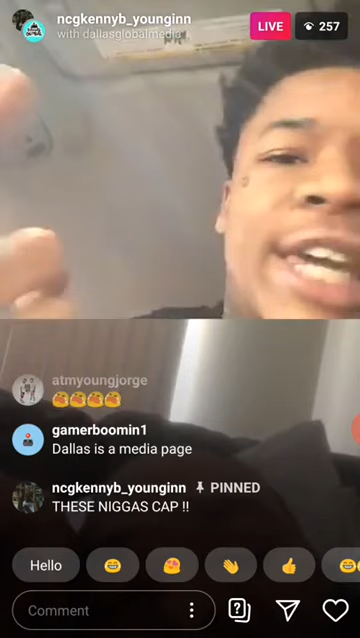 ncgkennyb_younginn
with dallasglobalmedia
LIVE
257
atmyoungjorge
gamerboomin1
Dallas is a media page
ncgkennyb_younginn PINNED
THESE NIGGAS CAP !!
Hello
Comment